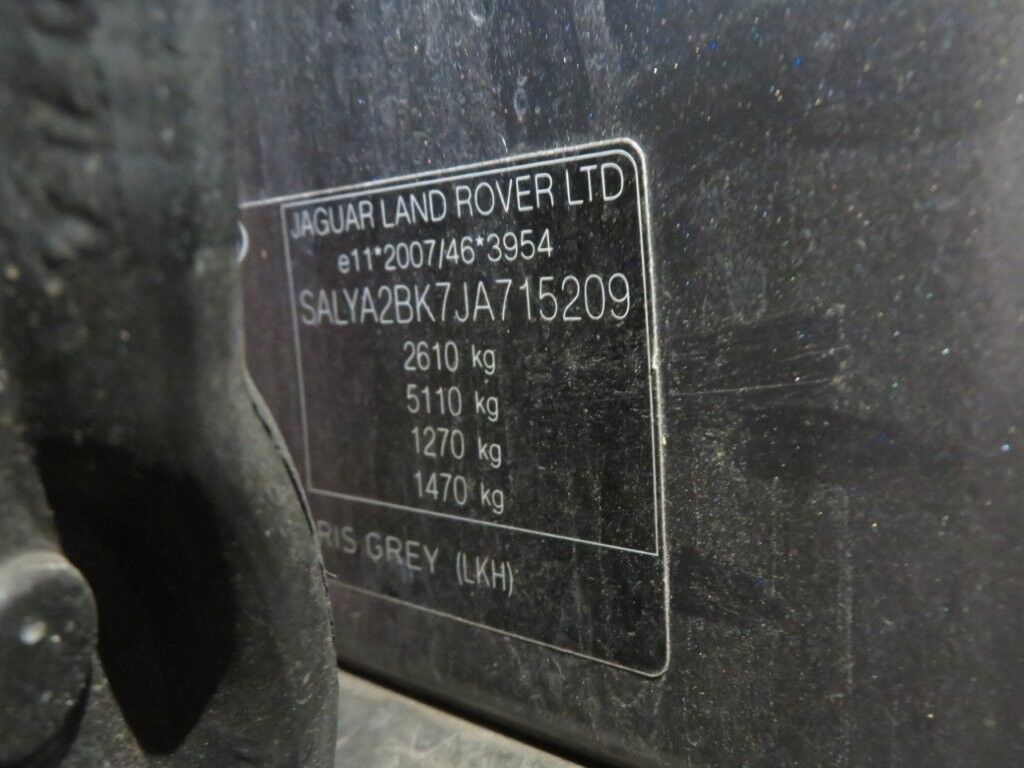 JAGUAR LAND ROVER LTD
e11*2007/46*3954
SALYA2BK7JA715209
2610 kg
5110 kg
1270 kg
1470 kg
GREY (LKH)